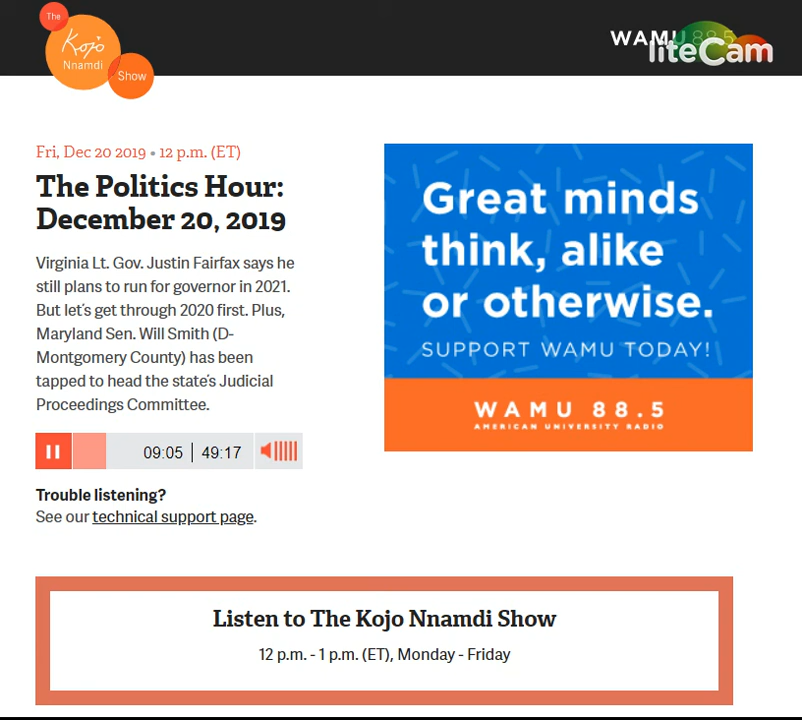 The
Kojo
Nnamdi
Show
WAMU 88.5
liteCam
Fri, Dec 20 2019 • 12 p.m. (ET)
The Politics Hour:
December 20, 2019
Virginia Lt. Gov. Justin Fairfax says he
still plans to run for governor in 2021.
But let's get through 2020 first. Plus,
Maryland Sen. Will Smith (D-
Montgomery County) has been
tapped to head the state's Judicial
Proceedings Committee.
09:05 | 49:17
Trouble listening?
See our technical support page.
Great minds
think, alike
or otherwise.
SUPPORT WAMU TODAY!
WAMU 88.5
AMERICAN UNIVERSITY RADIO
Listen to The Kojo Nnamdi Show
12 p.m. - 1 p.m. (ET), Monday - Friday